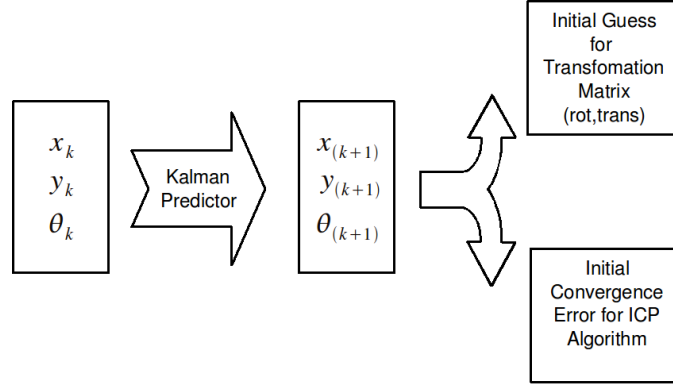 x_k
y_k
θ_k
Kalman
Predictor
x_(k+1)
y_(k+1)
θ_(k+1)
Initial Guess
for
Transfomation
Matrix
(rot,trans)
Initial
Convergence
Error for ICP
Algorithm